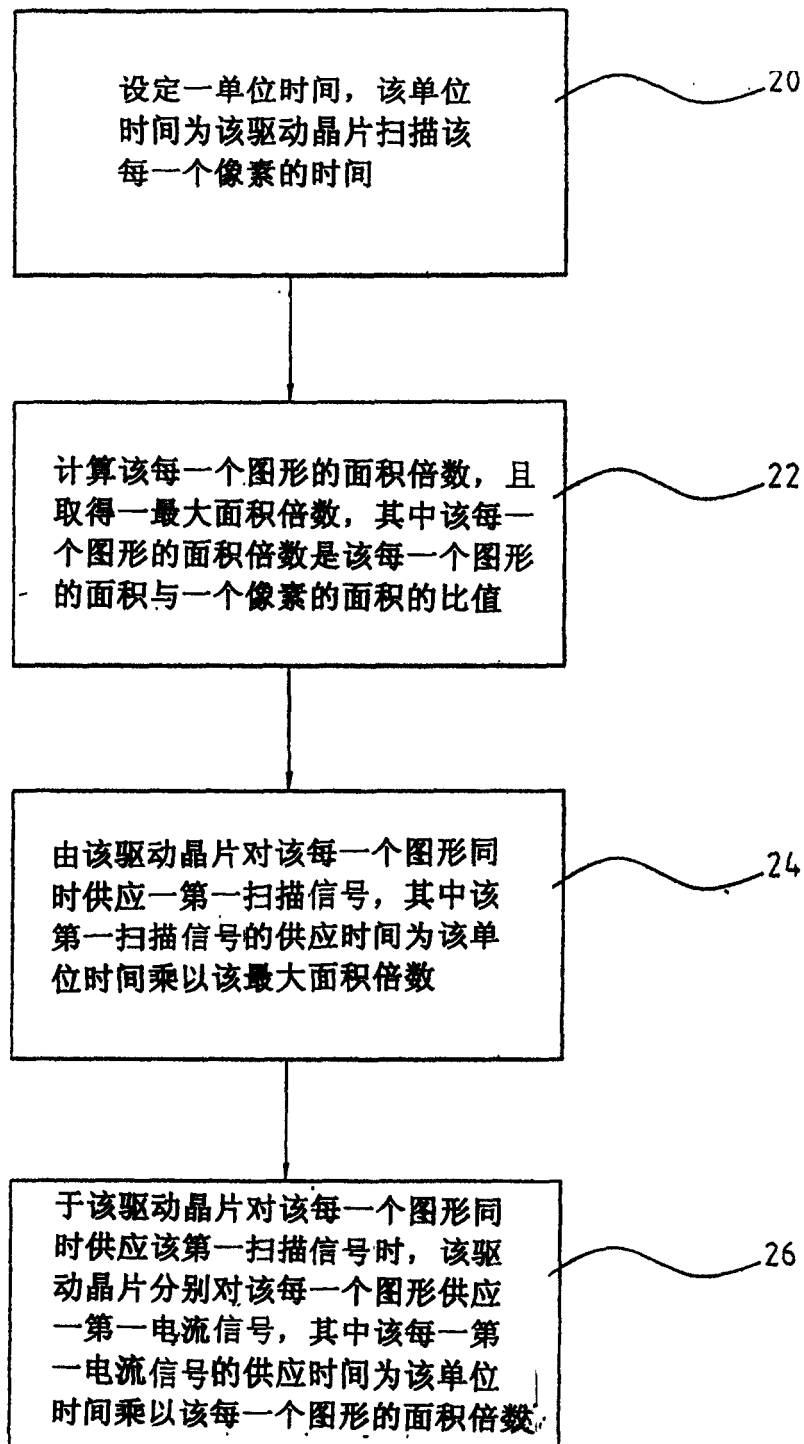 设定一单位时间，该单位
时间为该驱动晶片扫描该
每一个像素的时间
20
计算该每一个图形的面积倍数，且
取得一最大面积倍数，其中该每一
个图形的面积倍数是该每一个图形
的面积与一个像素的面积的比值
22
由该驱动晶片对该每一个图形同
时供应一第一扫描信号，其中该
第一扫描信号的供应时间为该单
位时间乘以该最大面积倍数
24
于该驱动晶片对该每一个图形同
时供应该第一扫描信号时，该驱
动晶片分别对该每一个图形供应
一第一电流信号，其中该每一第
一电流信号的供应时间为该单位
时间乘以该每一个图形的面积倍数
26